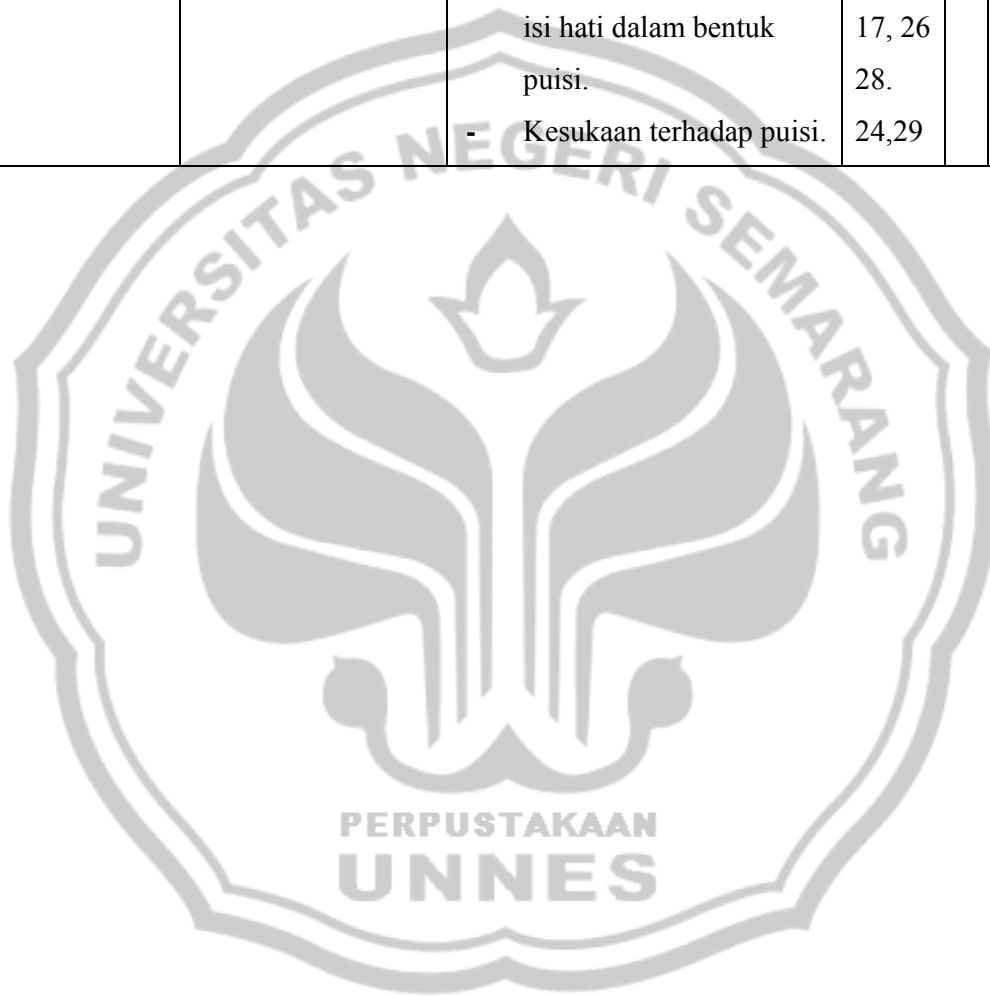 isi hati dalam bentuk 17, 26
puisi. 28.
- Kesukaan terhadap puisi. 24,29
UNIVERSITAS NEGERI SEMARANG
PERPUSTAKAAN
UNNES